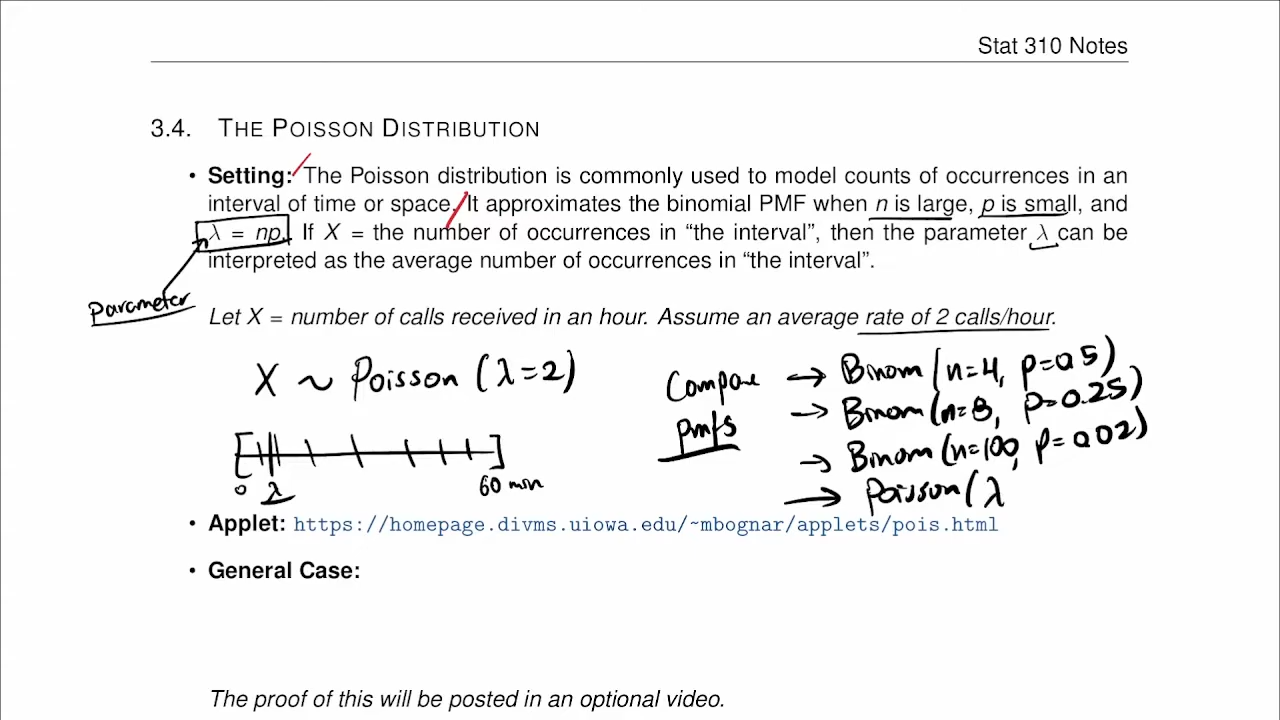 Stat 310 Notes
3.4. THE POISSON DISTRIBUTION
• Setting: The Poisson distribution is commonly used to model counts of occurrences in an
interval of time or space. It approximates the binomial PMF when n is large, p is small, and
λ = np. If X = the number of occurrences in “the interval”, then the parameter λ can be
interpreted as the average number of occurrences in “the interval”.
parameter
Let X = number of calls received in an hour. Assume an average rate of 2 calls/hour.
X ~ Poisson (λ=2)
Compare
pmfs
→ Binom (n=4, p=0.5)
→ Binom (n=8, p=0.25)
→ Binom (n=100, p=0.02)
→ Poisson (λ
0 λ 60 min
• Applet: https://homepage.divms.uiowa.edu/~mbognar/applets/pois.html
• General Case:
The proof of this will be posted in an optional video.